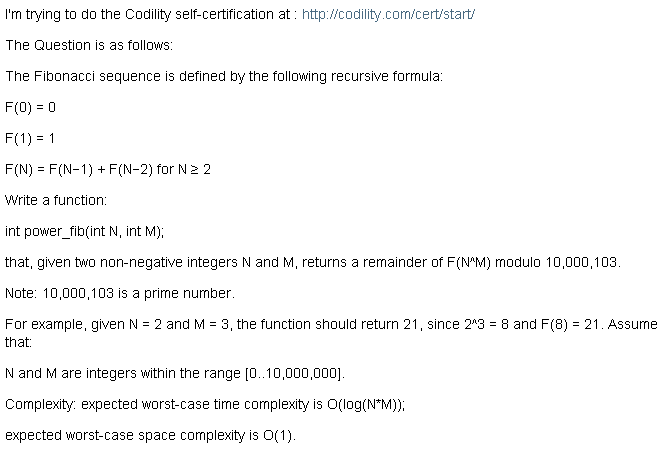 I'm trying to do the Codility self-certification at : http://codility.com/cert/start/
The Question is as follows:
The Fibonacci sequence is defined by the following recursive formula:
F(0) = 0
F(1) = 1
F(N) = F(N−1) + F(N−2) for N ≥ 2
Write a function:
int power_fib(int N, int M);
that, given two non-negative integers N and M, returns a remainder of F(N^M) modulo 10,000,103.
Note: 10,000,103 is a prime number.
For example, given N = 2 and M = 3, the function should return 21, since 2^3 = 8 and F(8) = 21. Assume
that:
N and M are integers within the range [0..10,000,000].
Complexity: expected worst-case time complexity is O(log(N*M));
expected worst-case space complexity is O(1).